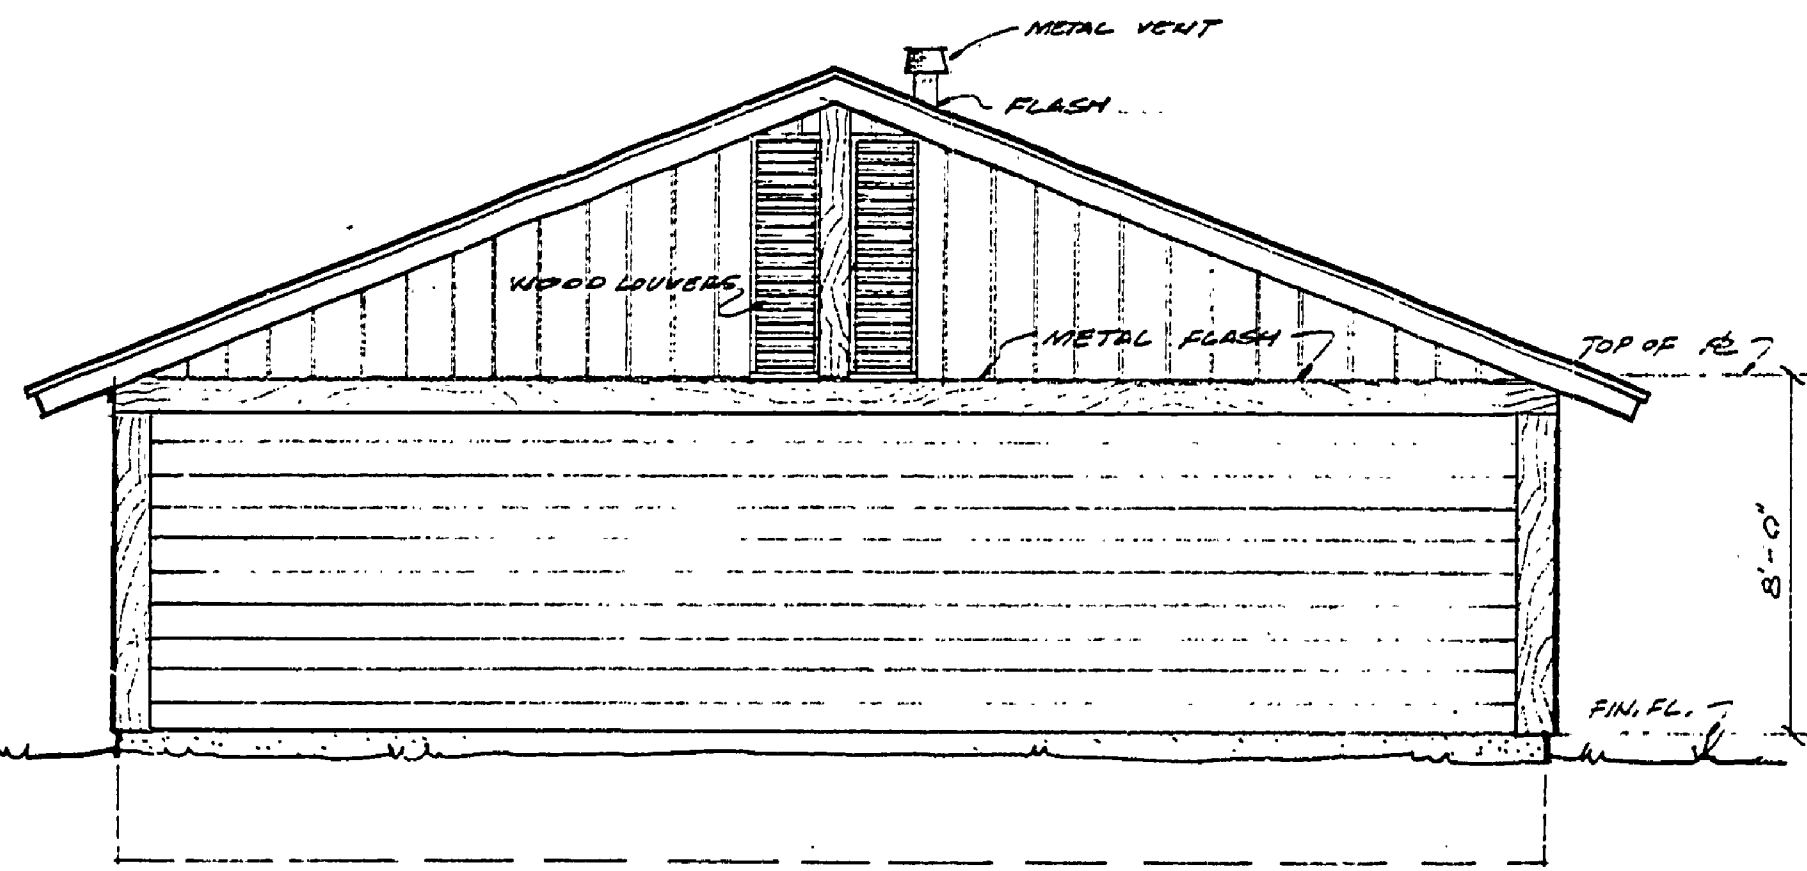 METAL VENT
FLASH
WOOD LOUVERS
METAL FLASH
TOP OF PL
8'-0"
FIN. FL.